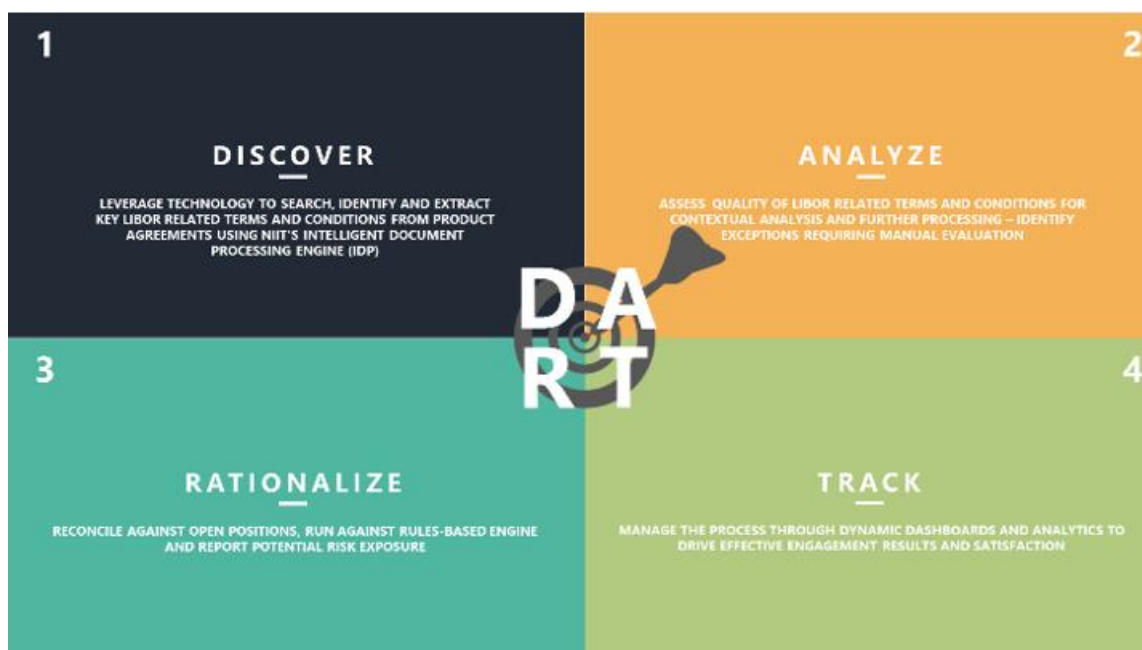 1
DISCOVER
LEVERAGE TECHNOLOGY TO SEARCH, IDENTIFY AND EXTRACT
KEY LIBOR RELATED TERMS AND CONDITIONS FROM PRODUCT
AGREEMENTS USING NIIT'S INTELLIGENT DOCUMENT
PROCESSING ENGINE (IDP)
2
ANALYZE
ASSESS QUALITY OF LIBOR RELATED TERMS AND CONDITIONS FOR
CONTEXTUAL ANALYSIS AND FURTHER PROCESSING – IDENTIFY
EXCEPTIONS REQUIRING MANUAL EVALUATION
DA
RT
3
RATIONALIZE
RECONCILE AGAINST OPEN POSITIONS, RUN AGAINST RULES-BASED ENGINE
AND REPORT POTENTIAL RISK EXPOSURE
4
TRACK
MANAGE THE PROCESS THROUGH DYNAMIC DASHBOARDS AND ANALYTICS TO
DRIVE EFFECTIVE ENGAGEMENT RESULTS AND SATISFACTION